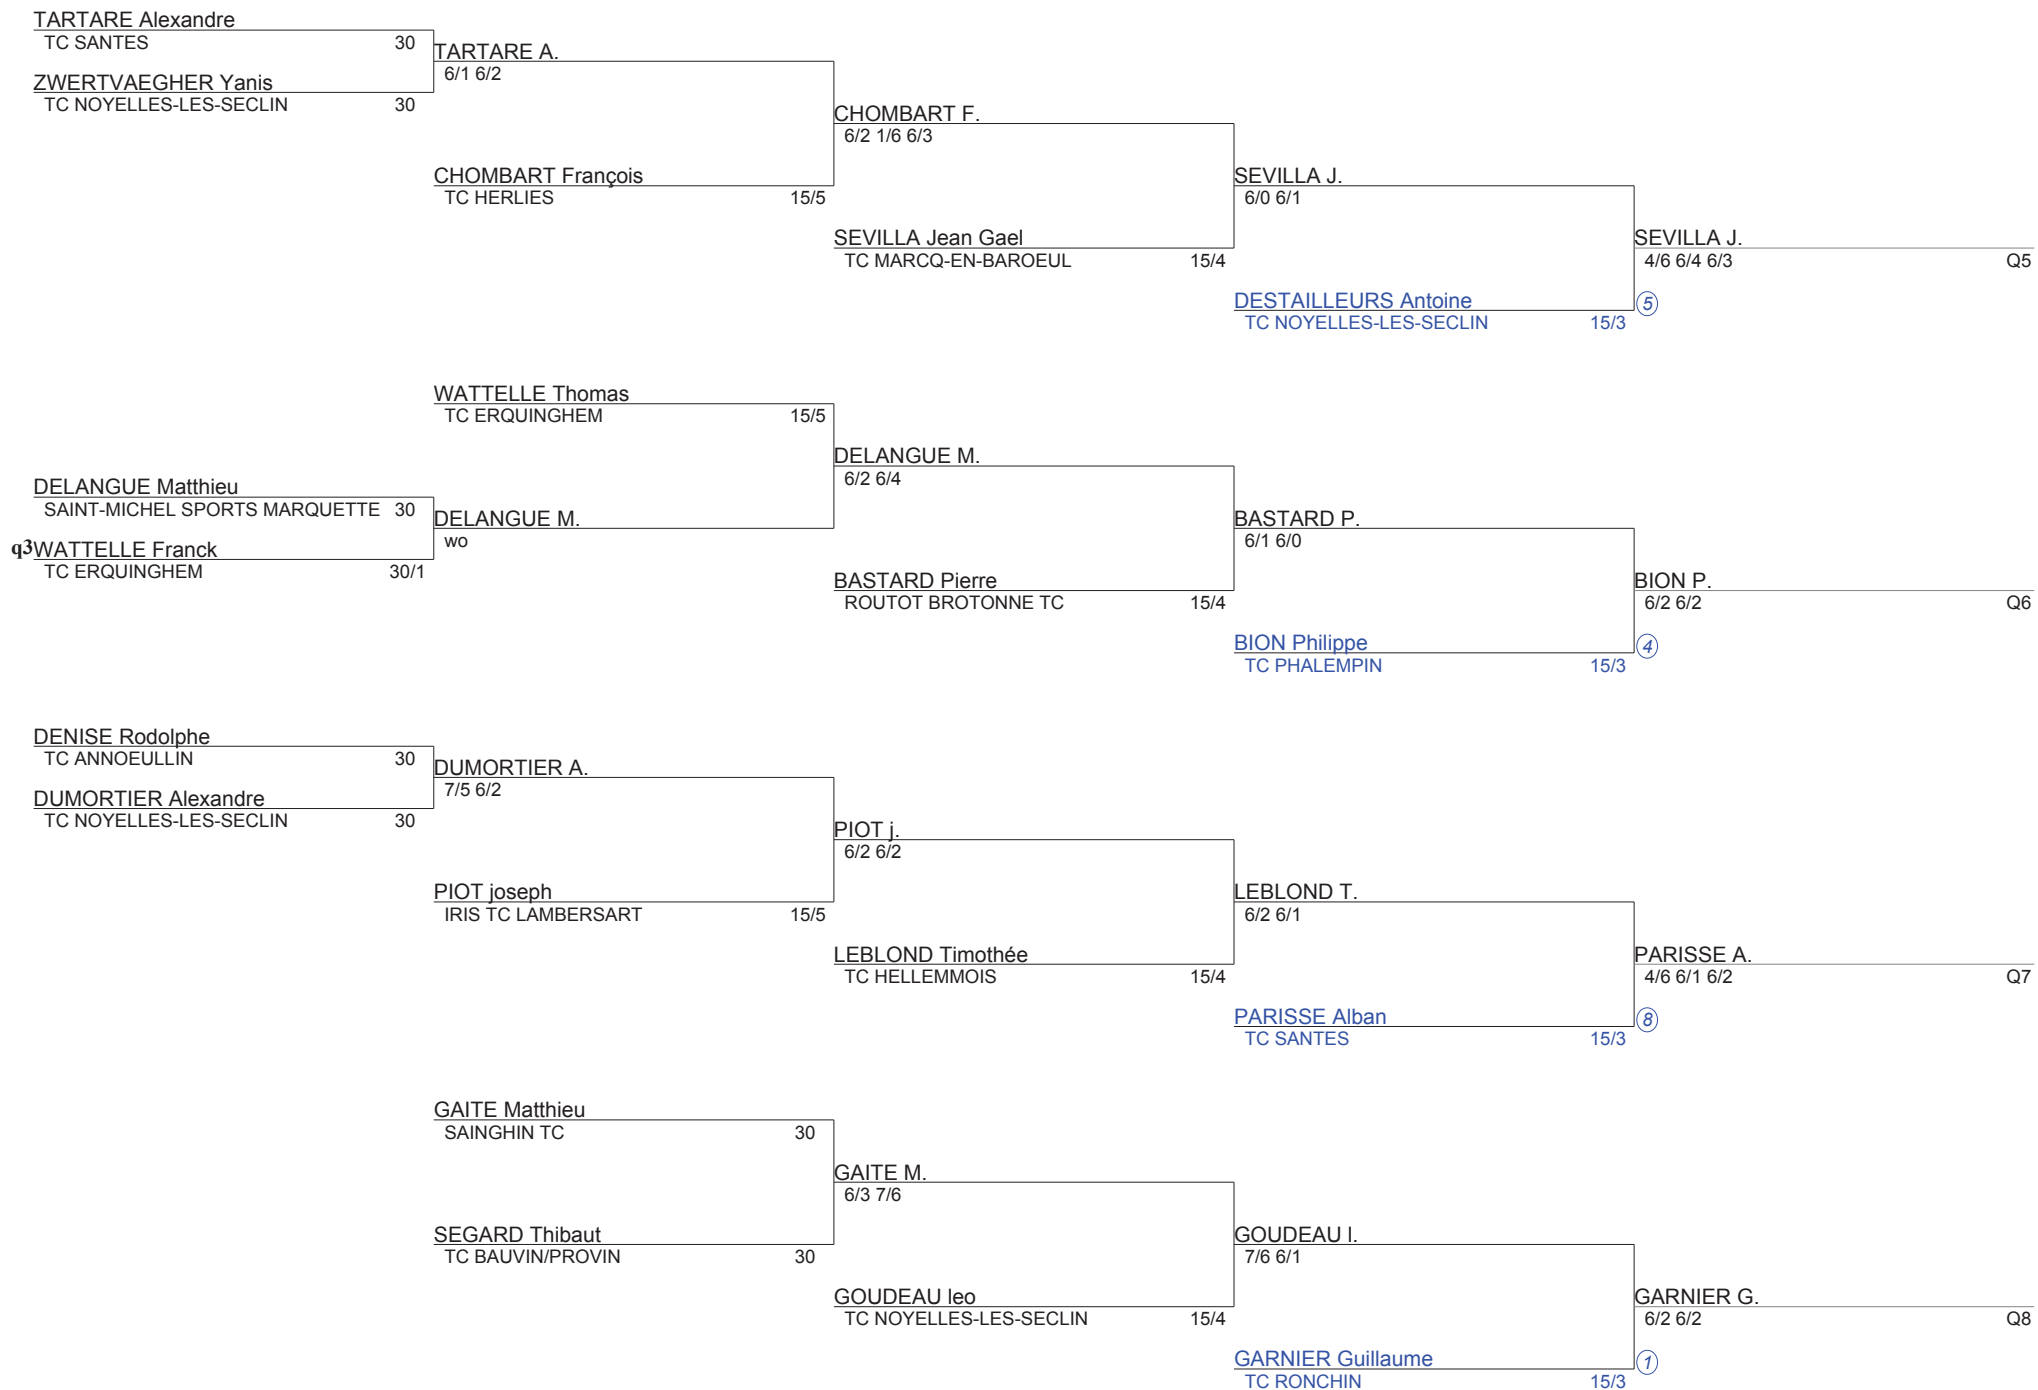 TARTARE Alexandre
TC SANTES 30
TARTARE A.
6/1 6/2
ZWERTVAEGHER Yanis
TC NOYELLES-LES-SECLIN 30
CHOMBART F.
6/2 1/6 6/3
CHOMBART François
TC HERLIES 15/5
SEVILLA J.
6/0 6/1
SEVILLA Jean Gael
TC MARCQ-EN-BAROEUL 15/4
SEVILLA J.
4/6 6/4 6/3 Q5
DESTAILLEURS Antoine 5
TC NOYELLES-LES-SECLIN 15/3
WATTELLE Thomas
TC ERQUINGHEM 15/5
DELANGUE M.
6/2 6/4
DELANGUE Matthieu
SAINT-MICHEL SPORTS MARQUETTE 30
DELANGUE M.
wo
q3 WATTELLE Franck
TC ERQUINGHEM 30/1
BASTARD P.
6/1 6/0
BASTARD Pierre
ROUTOT BROTONNE TC 15/4
BION P.
6/2 6/2 Q6
BION Philippe 4
TC PHALEMPIN 15/3
DENISE Rodolphe
TC ANNOEULLIN 30
DUMORTIER A.
7/5 6/2
DUMORTIER Alexandre
TC NOYELLES-LES-SECLIN 30
PIOT j.
6/2 6/2
PIOT joseph
IRIS TC LAMBERSART 15/5
LEBLOND T.
6/2 6/1
LEBLOND Timothée
TC HELLEMMOIS 15/4
PARISSE A.
4/6 6/1 6/2 Q7
PARISSE Alban 8
TC SANTES 15/3
GAITE Matthieu
SAINGHIN TC 30
GAITE M.
6/3 7/6
SEGARD Thibaut
TC BAUVIN/PROVIN 30
GOUDEAU l.
7/6 6/1
GOUDEAU leo
TC NOYELLES-LES-SECLIN 15/4
GARNIER G.
6/2 6/2 Q8
GARNIER Guillaume 1
TC RONCHIN 15/3